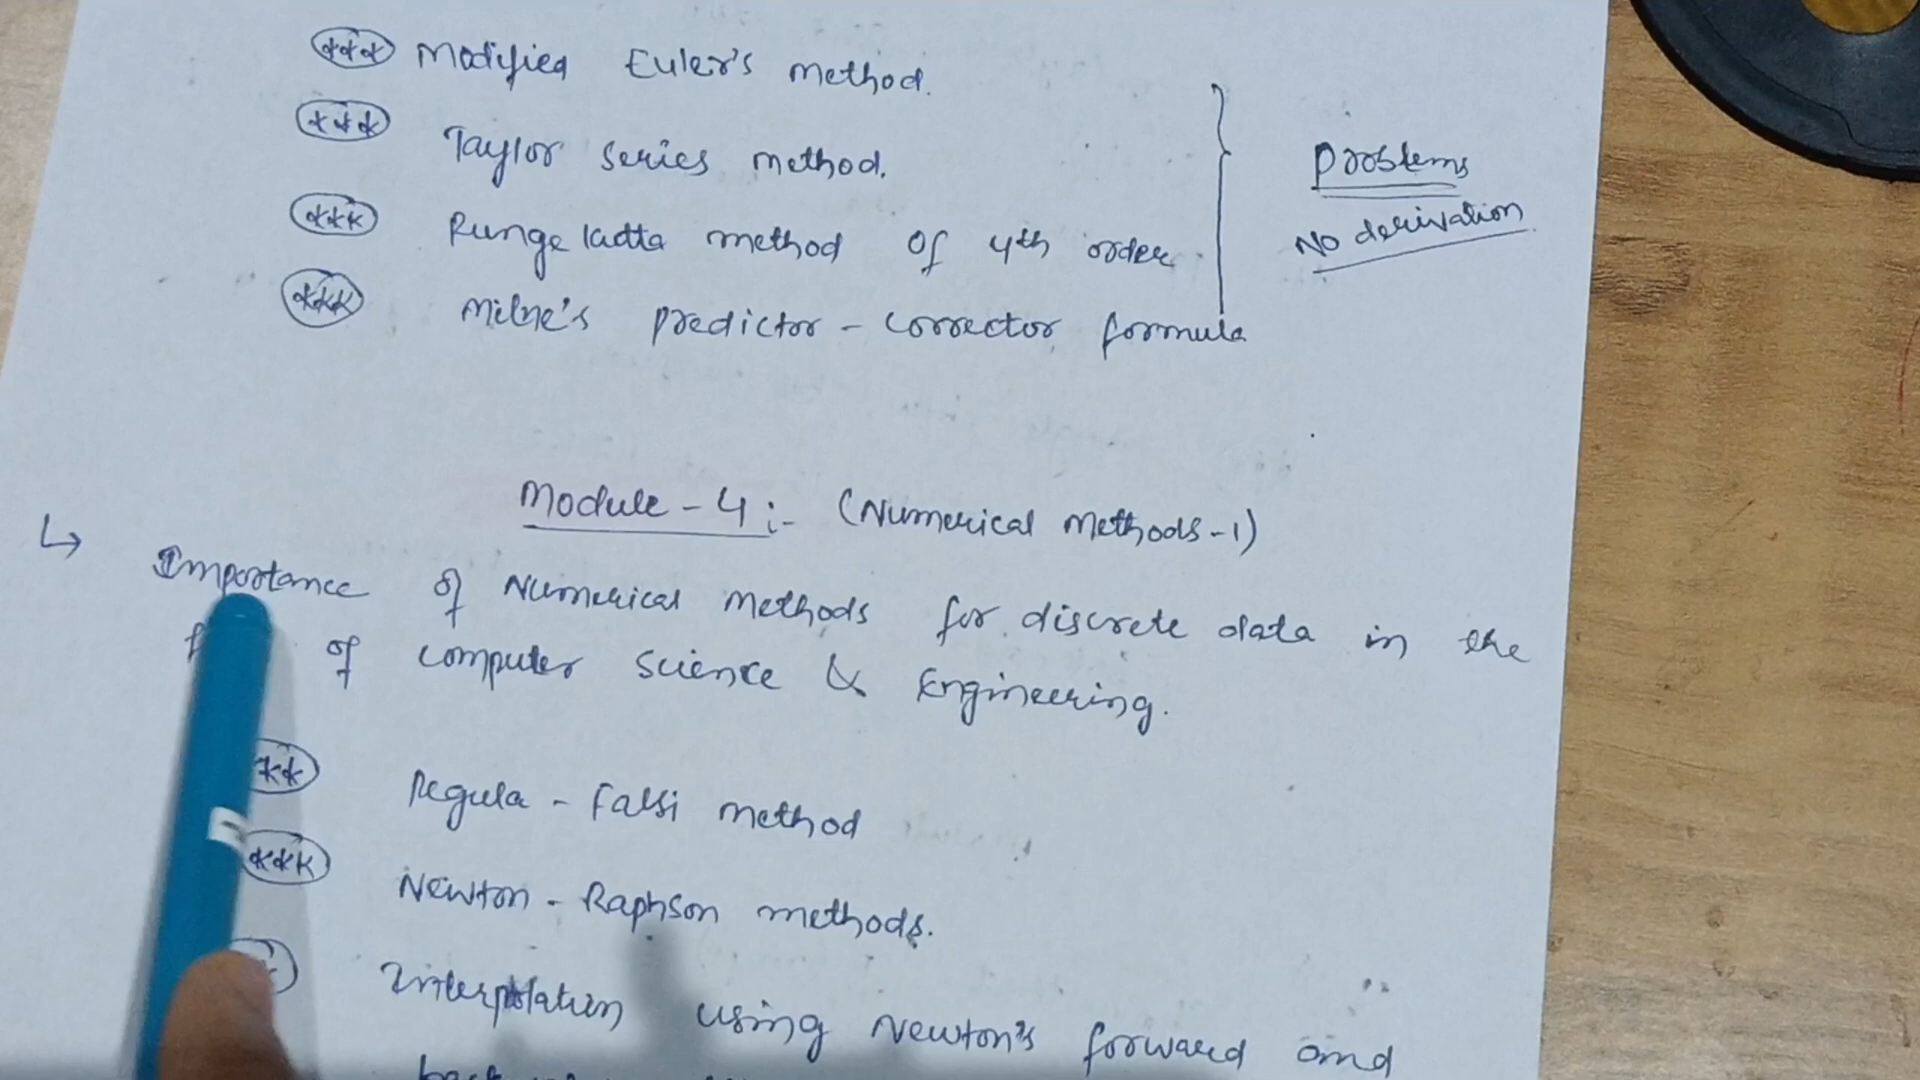 *** Modified Euler's method.
*** Taylor series method.
*** Runge kutta method of 4th order
*** Milne's predictor - corrector formula
Problems
No derivation
Module - 4 :- (Numerical Methods - 1)
↳ Importance of Numerical Methods for discrete data in the
of computer science & Engineering.
** Regula - Falsi method
*** Newton - Raphson methods.
Interpolation using Newton's forward and